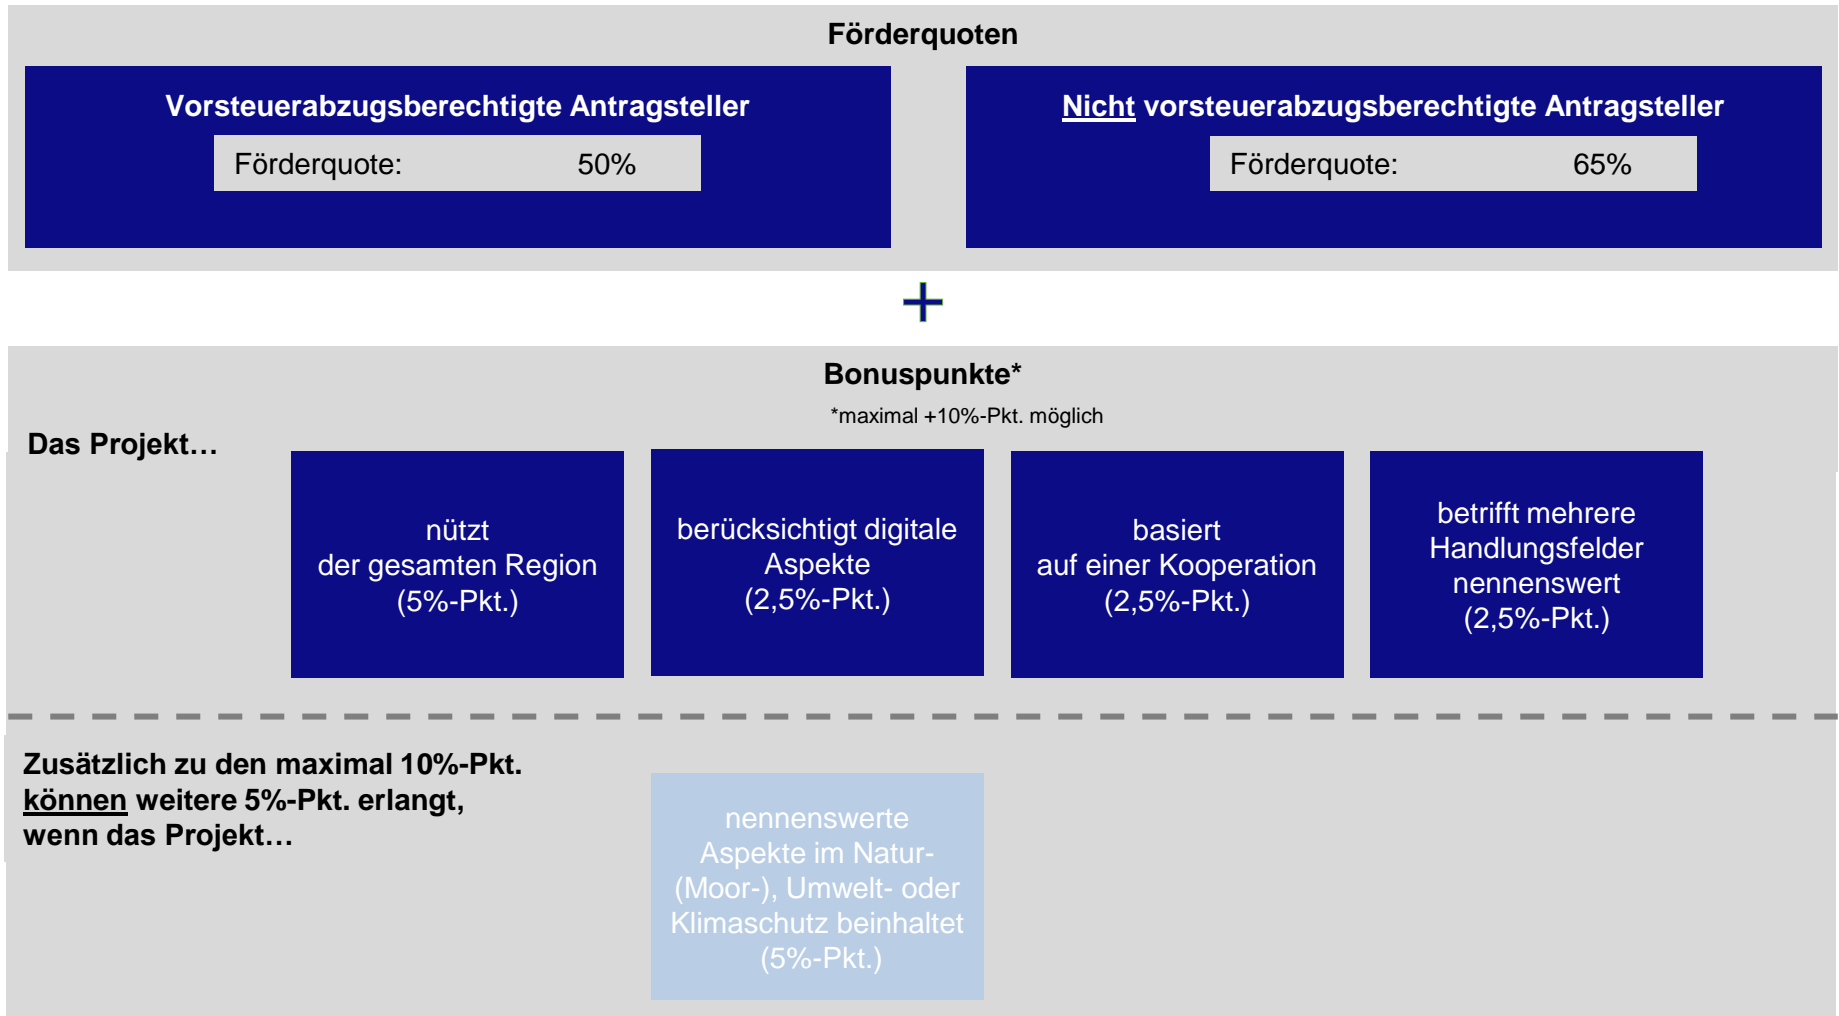 Förderquoten
Vorsteuerabzugsberechtigte Antragsteller
Förderquote: 50%
Nicht vorsteuerabzugsberechtigte Antragsteller
Förderquote: 65%
+
Bonuspunkte*
*maximal +10%-Pkt. möglich
Das Projekt…
nützt
der gesamten Region
(5%-Pkt.)
berücksichtigt digitale
Aspekte
(2,5%-Pkt.)
basiert
auf einer Kooperation
(2,5%-Pkt.)
betrifft mehrere
Handlungsfelder
nennenswert
(2,5%-Pkt.)
Zusätzlich zu den maximal 10%-Pkt.
können weitere 5%-Pkt. erlangt,
wenn das Projekt…
nennenswerte
Aspekte im Natur-
(Moor-), Umwelt- oder
Klimaschutz beinhaltet
(5%-Pkt.)